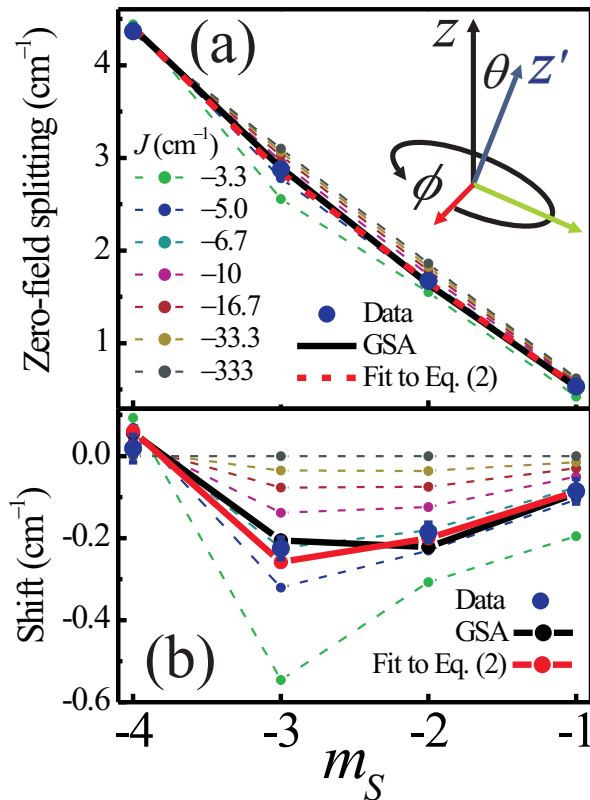 Zero-field splitting (cm⁻¹)
4
3
2
1
(a)
z
θ
z'
ϕ
J (cm⁻¹)
–3.3
–5.0
–6.7
–10
–16.7
–33.3
–333
Data
GSA
Fit to Eq. (2)
Shift (cm⁻¹)
0.0
-0.2
-0.4
-0.6
(b)
Data
GSA
Fit to Eq. (2)
-4
-3
-2
-1
mS